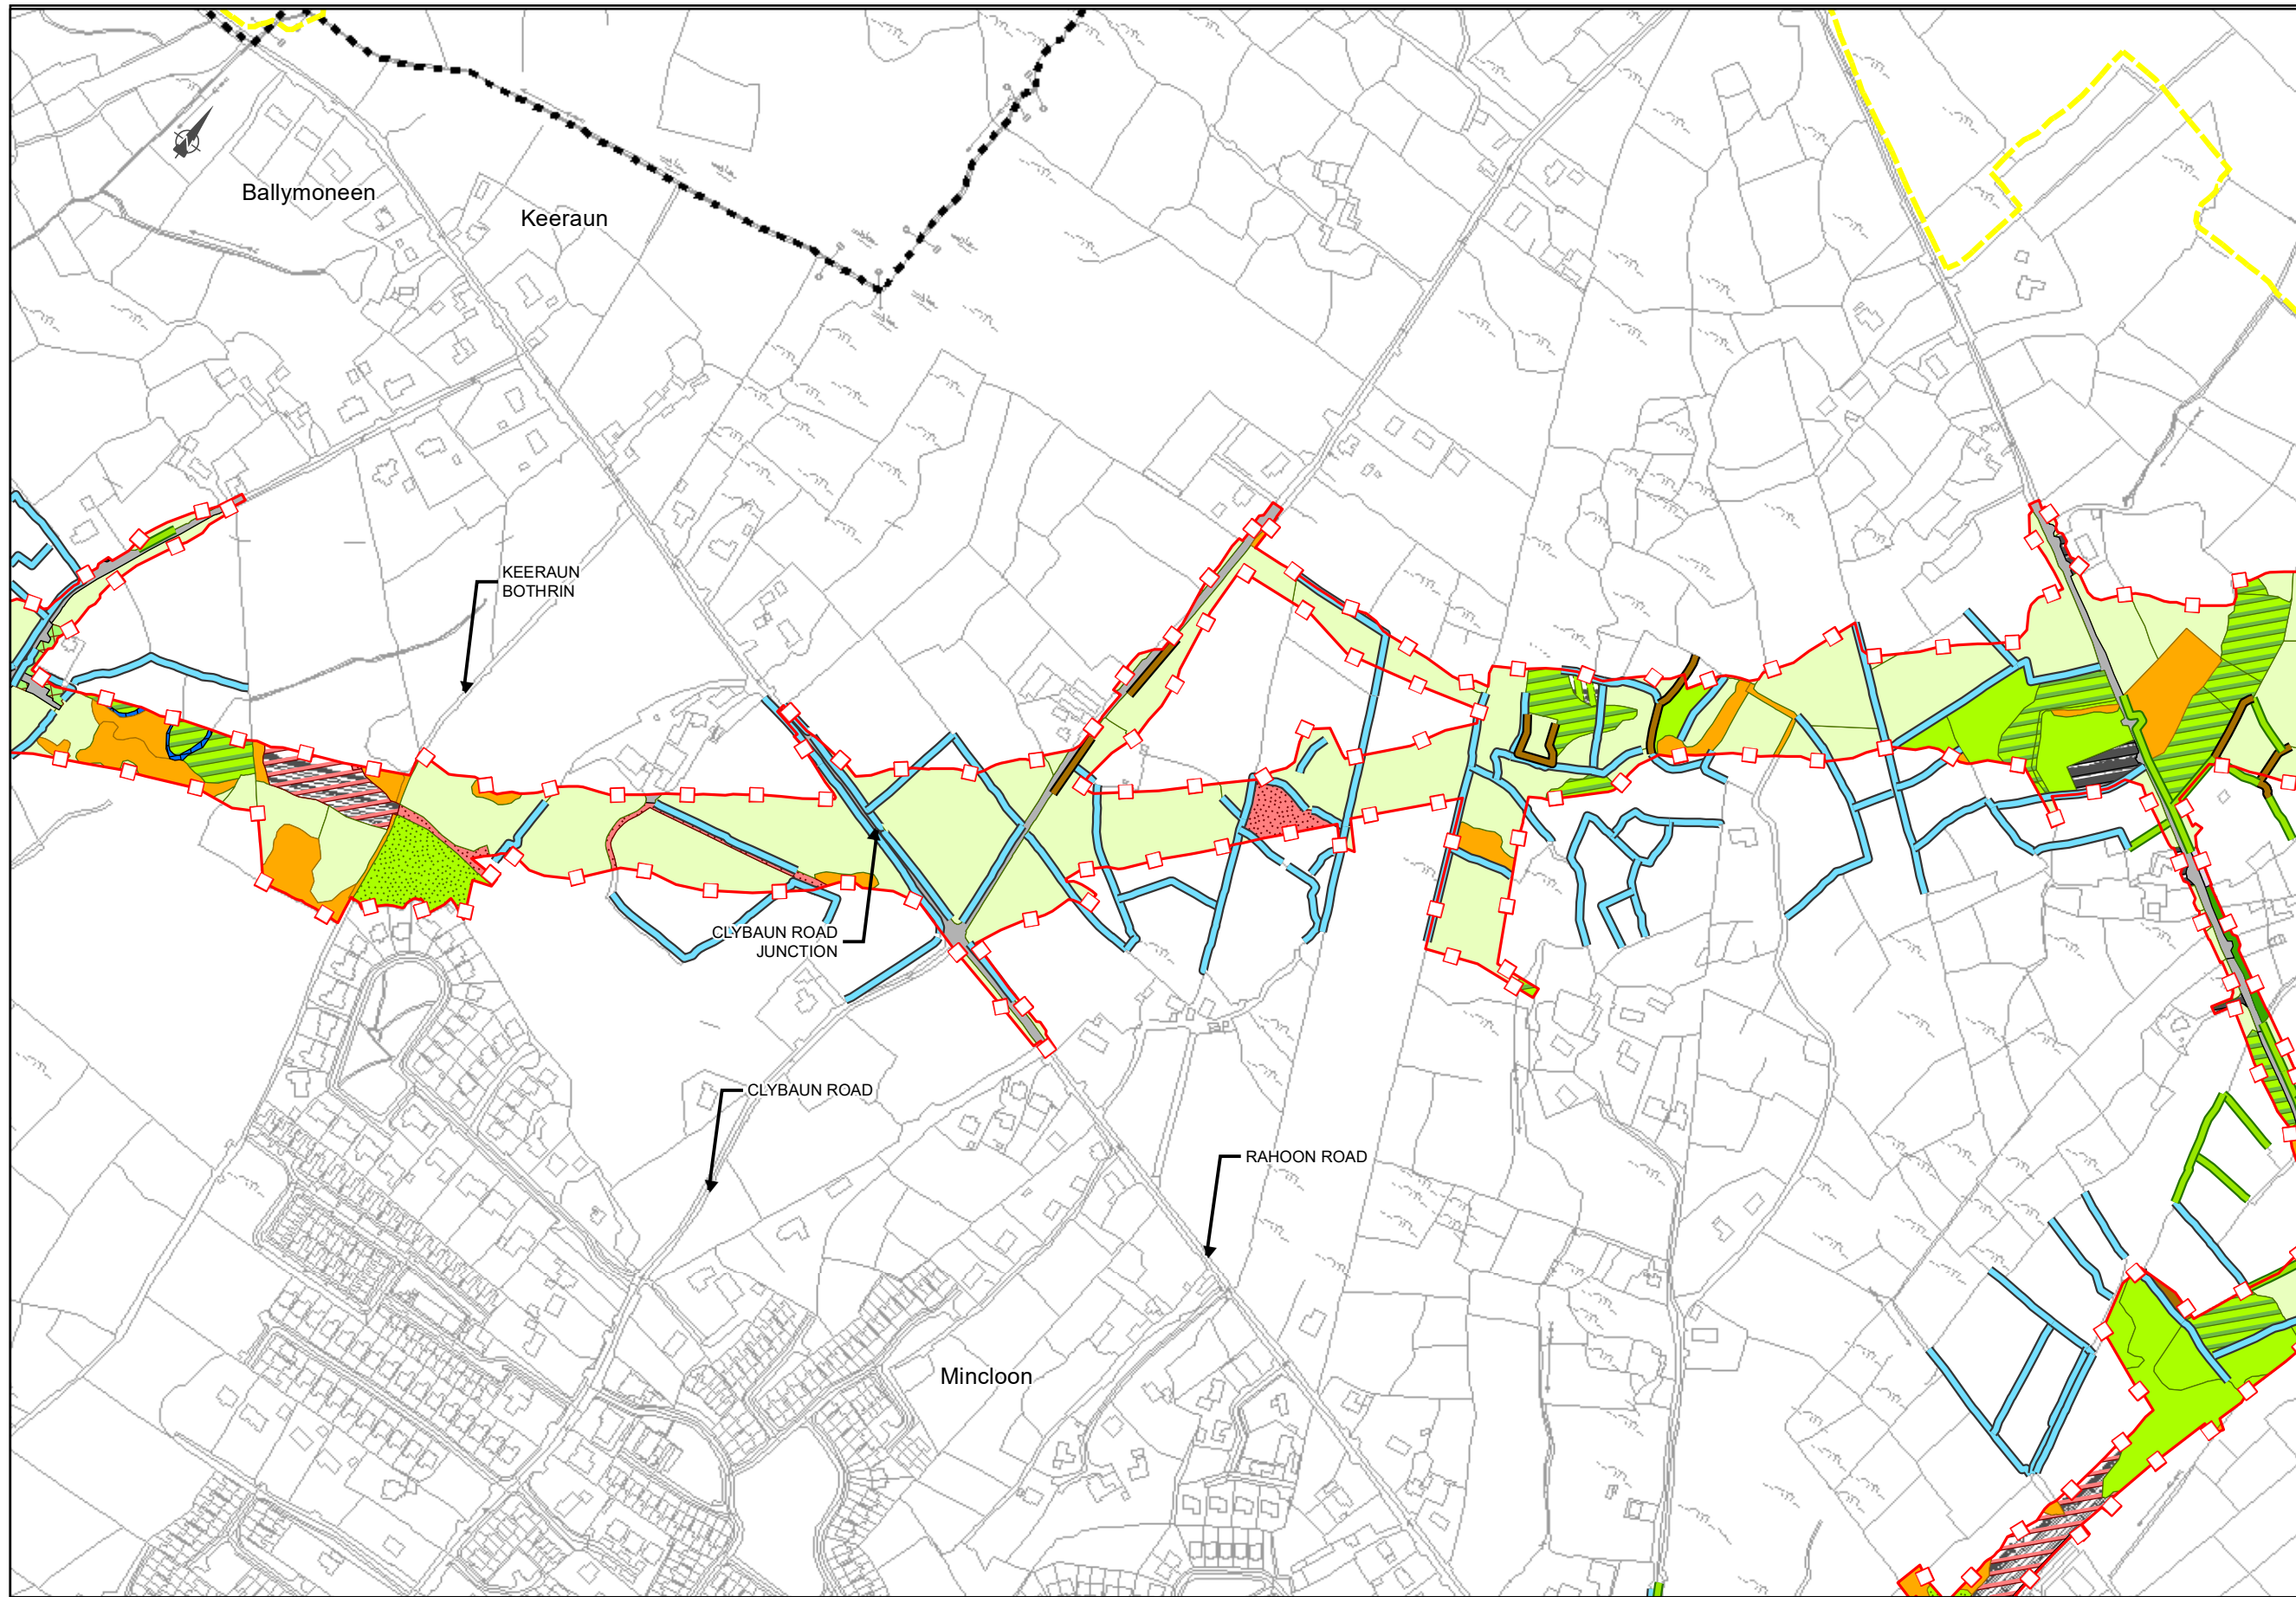 Ballymoneen
Keeraun
KEERAUN
BOTHRIN
CLYBAUN ROAD
JUNCTION
CLYBAUN ROAD
RAHOON ROAD
Mincloon